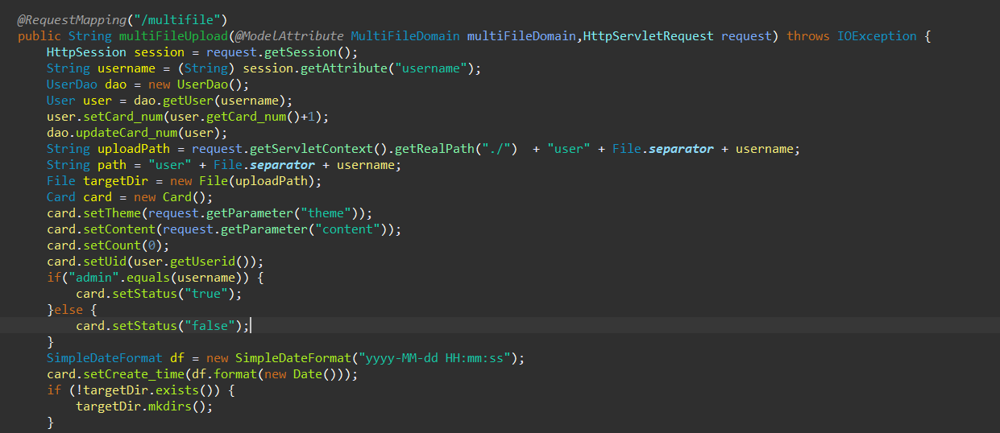 @RequestMapping("/multifile")
public String multiFileUpload(@ModelAttribute MultiFileDomain multiFileDomain,HttpServletRequest request) throws IOException {
    HttpSession session = request.getSession();
    String username = (String) session.getAttribute("username");
    UserDao dao = new UserDao();
    User user = dao.getUser(username);
    user.setCard_num(user.getCard_num()+1);
    dao.updateCard_num(user);
    String uploadPath = request.getServletContext().getRealPath("./")  + "user" + File.separator + username;
    String path = "user" + File.separator + username;
    File targetDir = new File(uploadPath);
    Card card = new Card();
    card.setTheme(request.getParameter("theme"));
    card.setContent(request.getParameter("content"));
    card.setCount(0);
    card.setUid(user.getUserid());
    if("admin".equals(username)) {
        card.setStatus("true");
    }else {
        card.setStatus("false");
    }
    SimpleDateFormat df = new SimpleDateFormat("yyyy-MM-dd HH:mm:ss");
    card.setCreate_time(df.format(new Date()));
    if (!targetDir.exists()) {
        targetDir.mkdirs();
    }